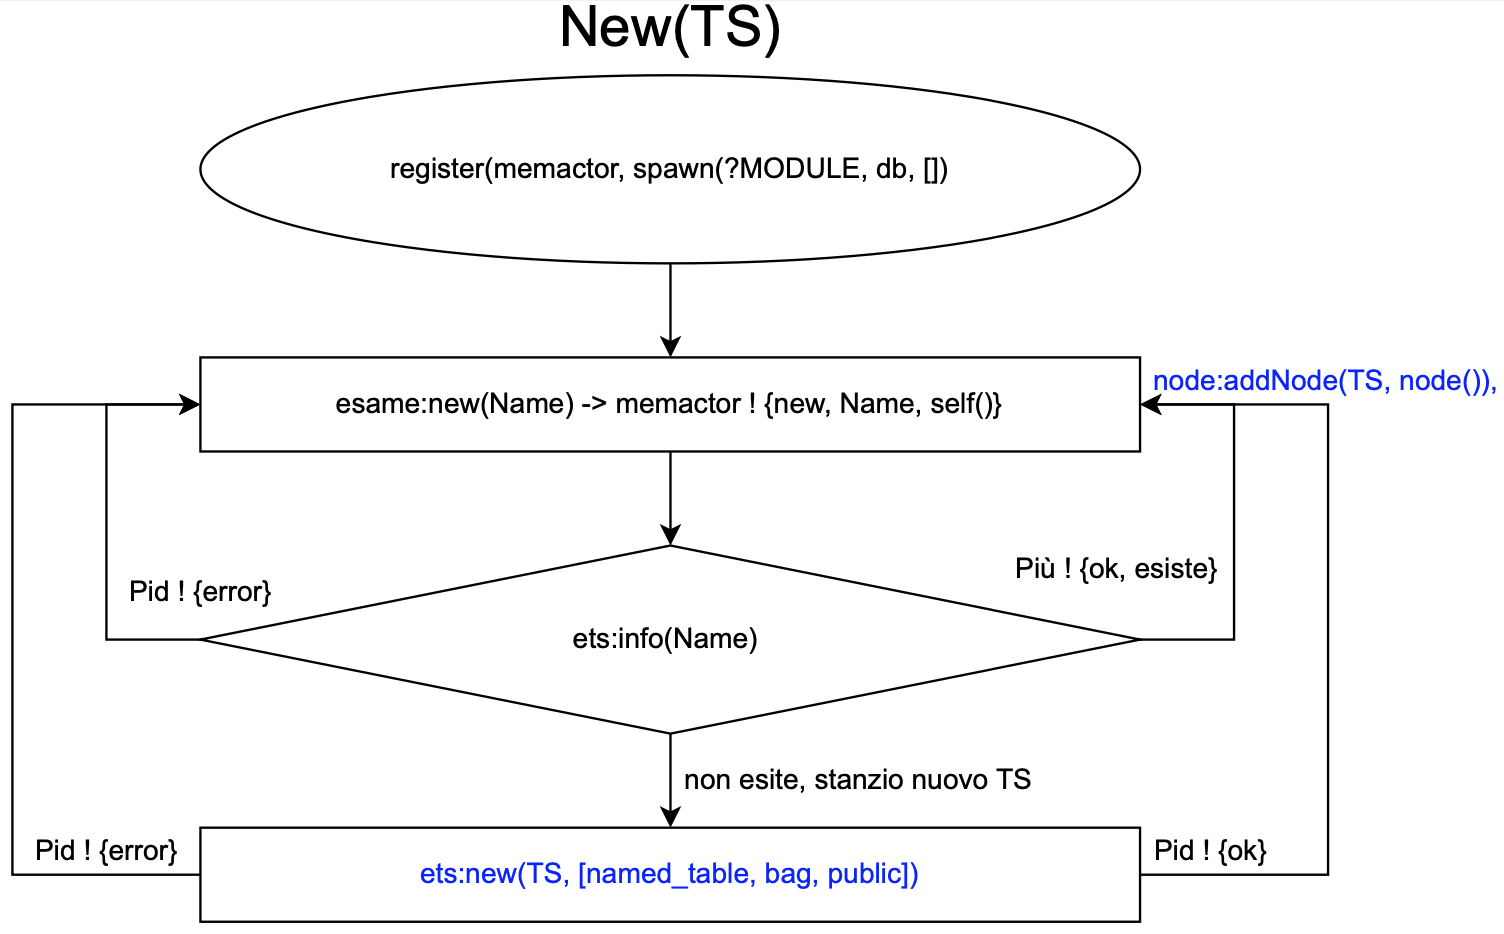 New(TS)
register(memactor, spawn(?MODULE, db, [])
node:addNode(TS, node()),
esame:new(Name) -> memactor ! {new, Name, self()}
Pid ! {error}
Più ! {ok, esiste}
ets:info(Name)
non esite, stanzio nuovo TS
Pid ! {error}
Pid ! {ok}
ets:new(TS, [named_table, bag, public])